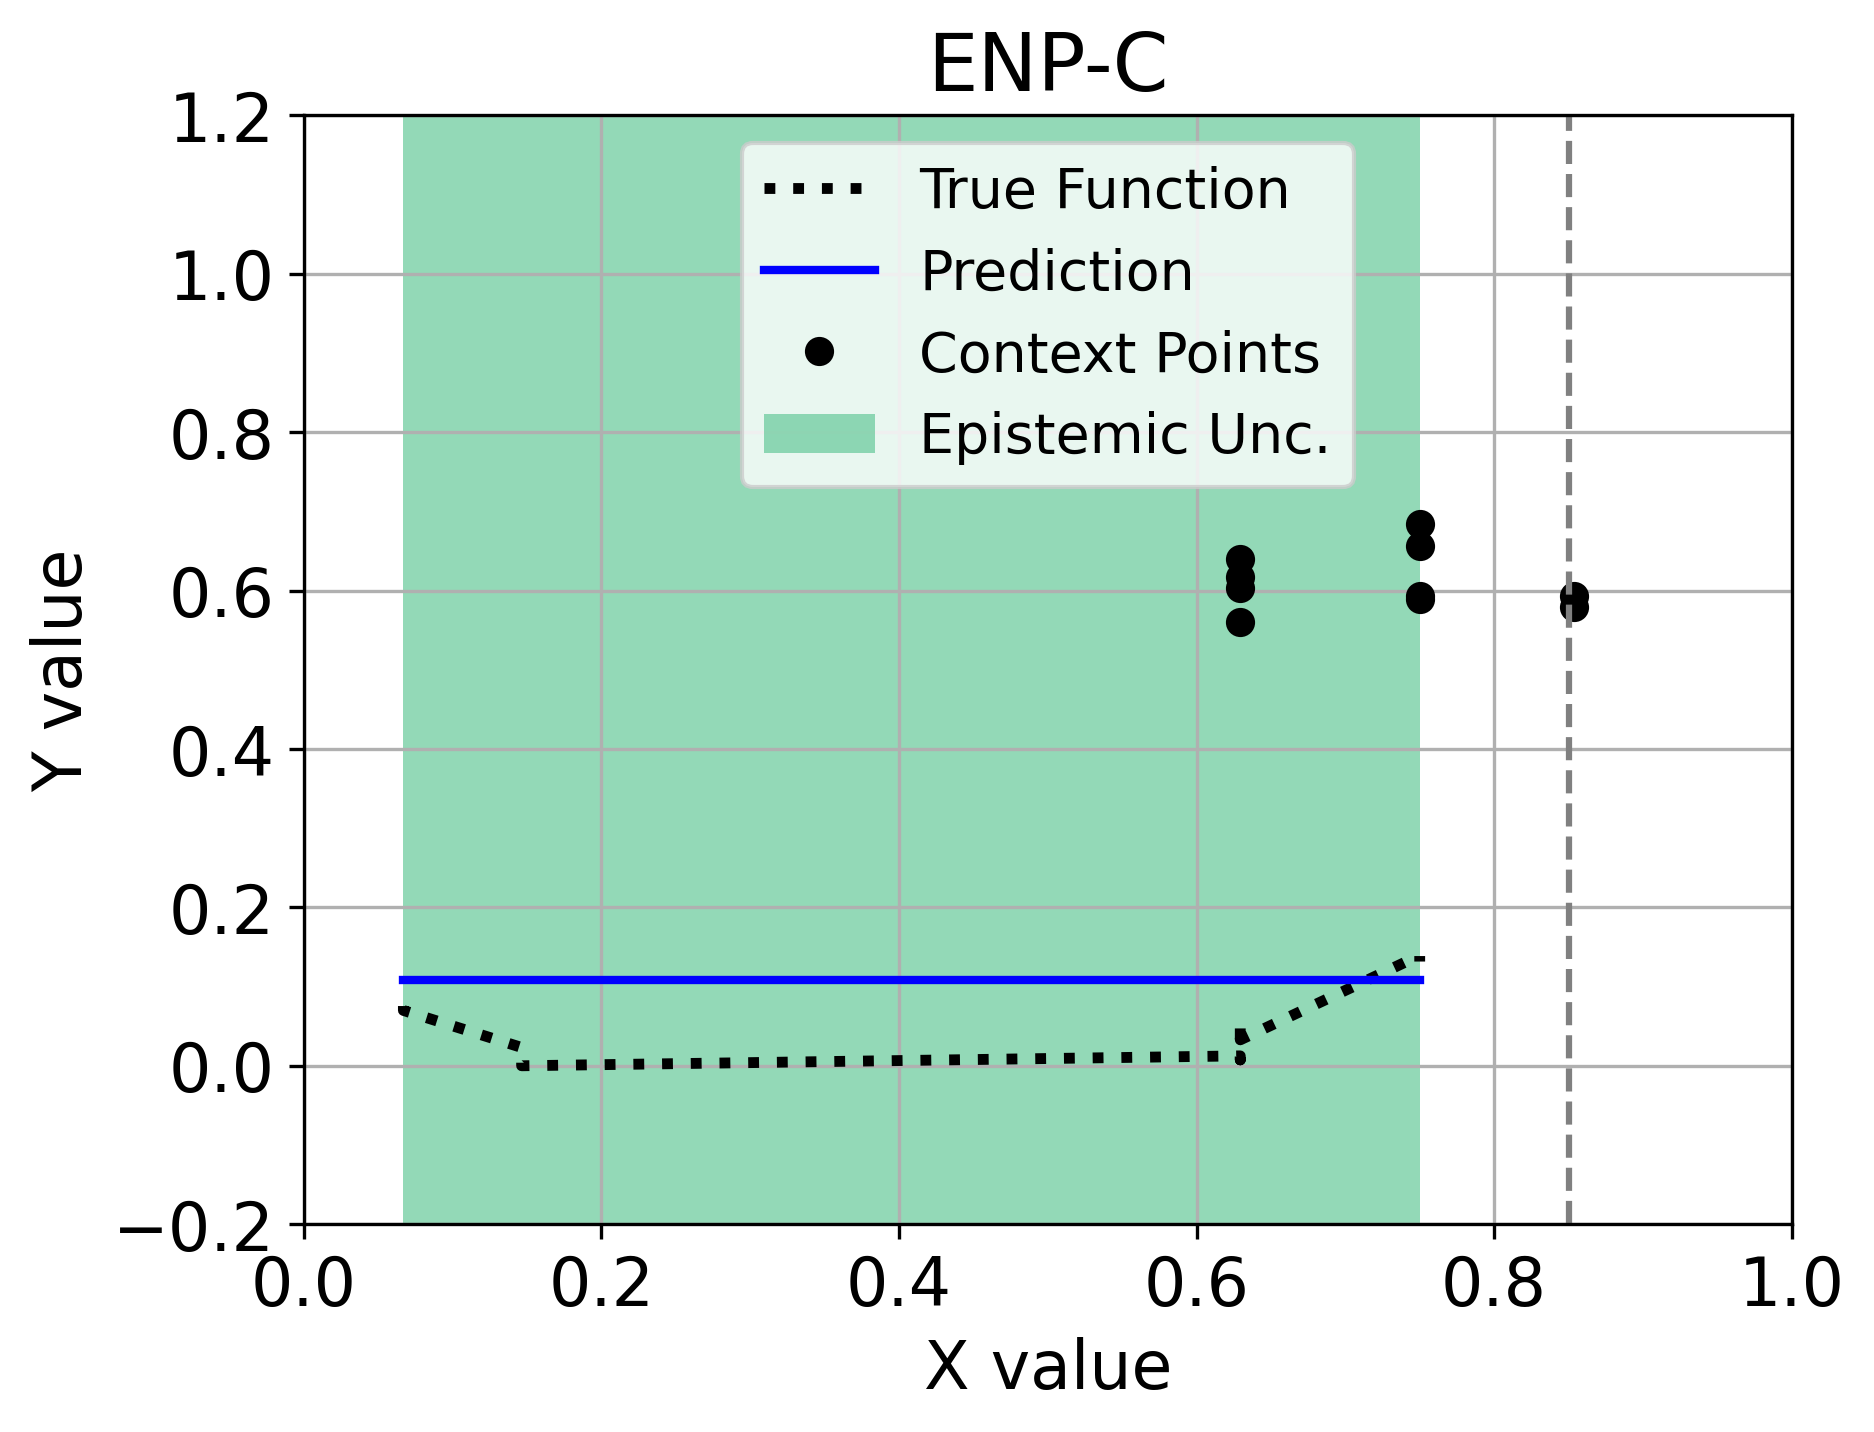 ENP-C
1.2
1.0
0.8
0.6
0.4
0.2
0.0
−0.2
Y value
True Function
Prediction
Context Points
Epistemic Unc.
0.0 0.2 0.4 0.6 0.8 1.0
X value